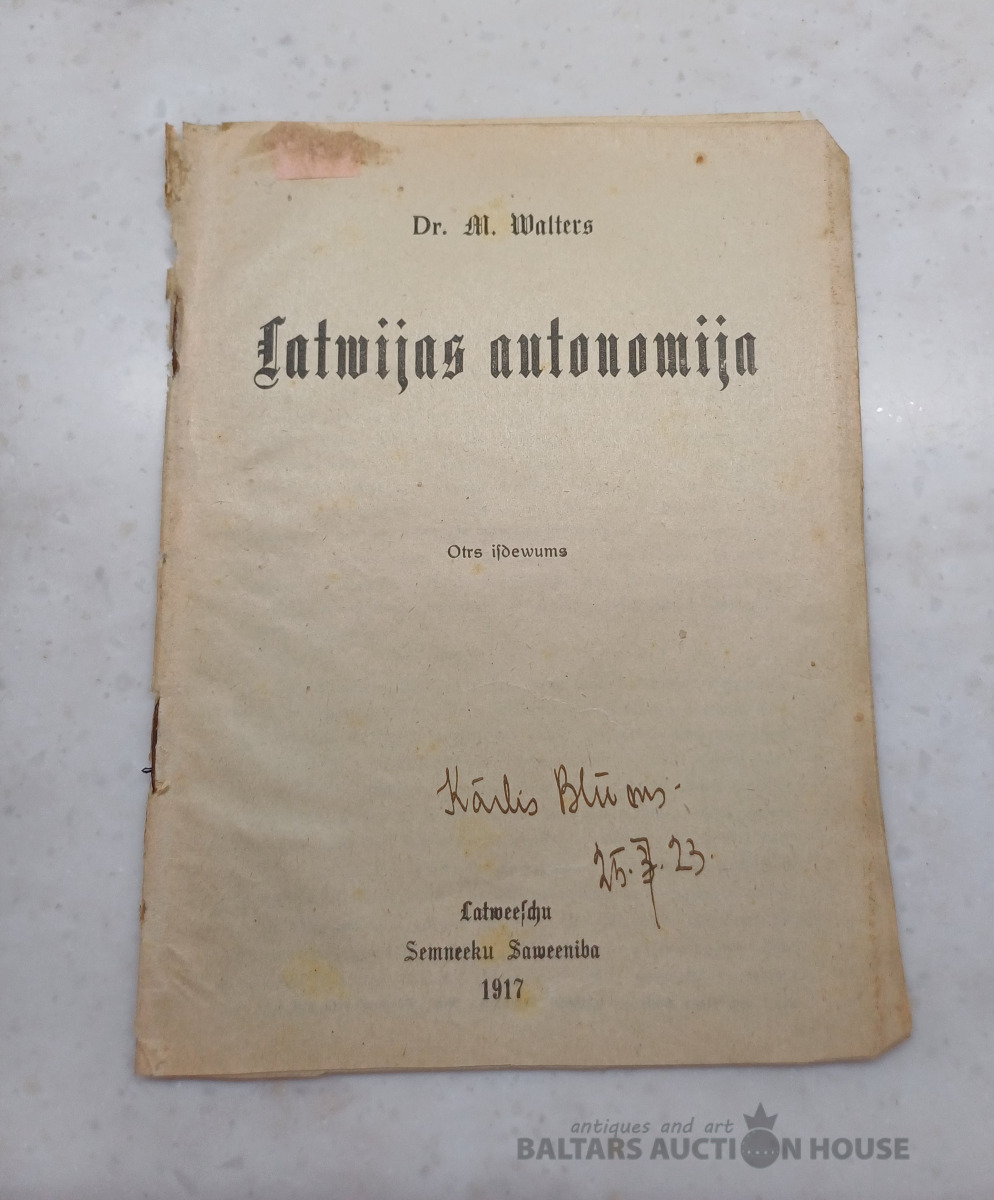 Dr. M. Walters
Latwijas autonomija
Otrs iſdewums
Kārlis Blūms.
25. 23.
Latweeſchu
Semneeku Saweeniba
1917
antiques and art
BALTARS AUCTION HOUSE